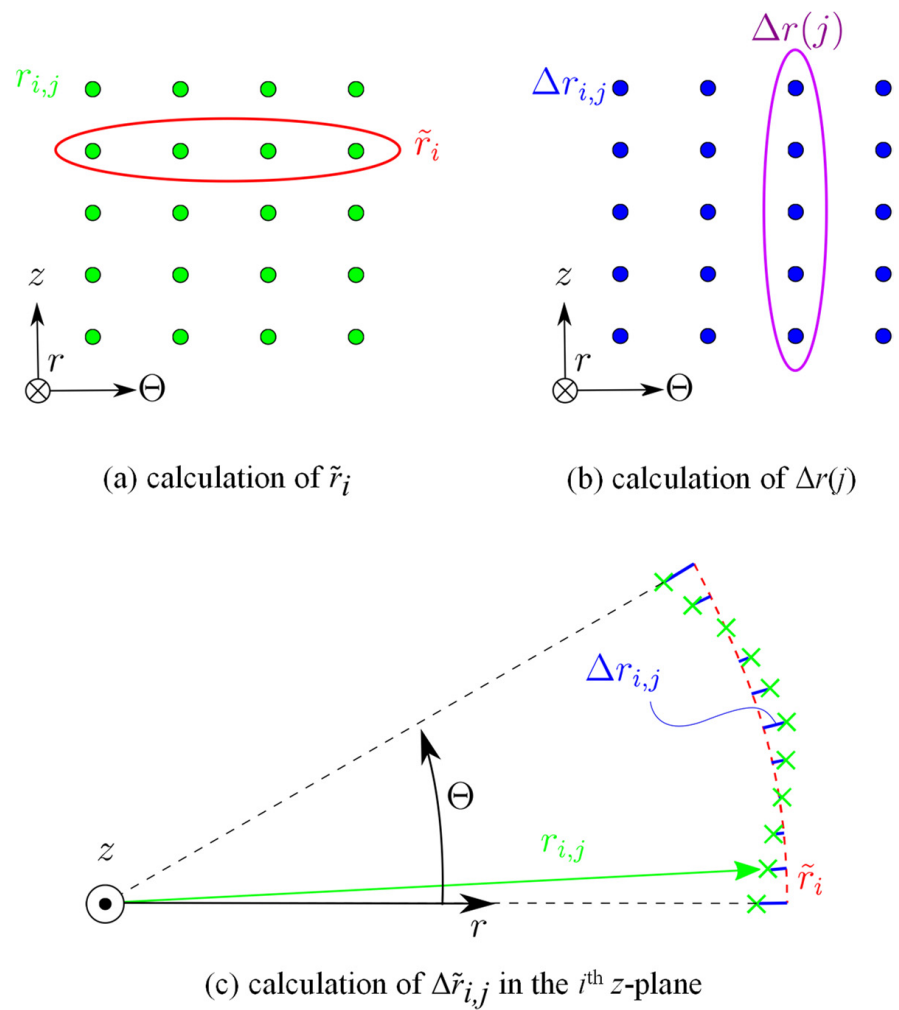 r_{i,j}
r̃_i
z
r
Θ
(a) calculation of r̃_i
Δr(j)
Δr_{i,j}
z
r
Θ
(b) calculation of Δr(j)
Δr_{i,j}
Θ
r_{i,j}
z
r̃_i
r
(c) calculation of Δr̃_{i,j} in the i^{th} z-plane